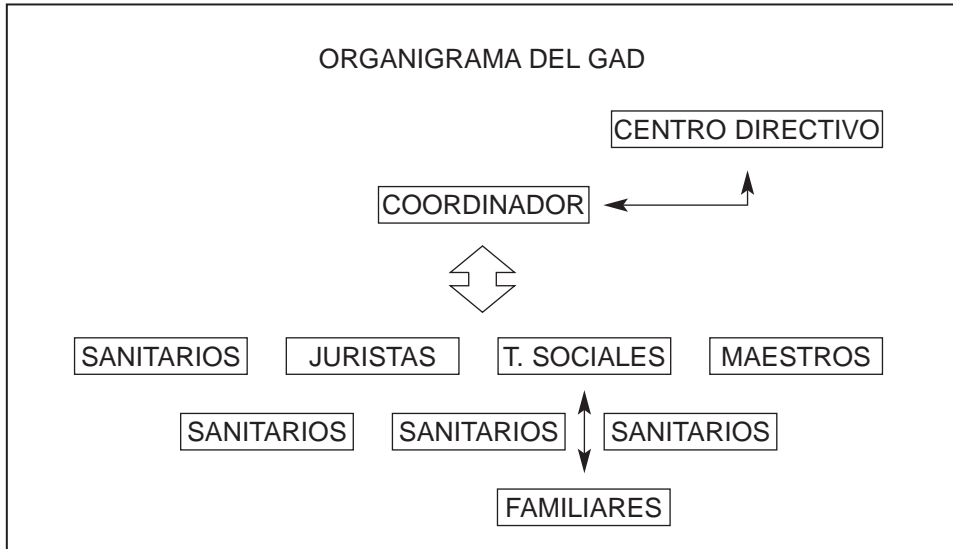 ORGANIGRAMA DEL GAD
CENTRO DIRECTIVO
COORDINADOR
SANITARIOS JURISTAS T. SOCIALES MAESTROS
SANITARIOS SANITARIOS SANITARIOS
FAMILIARES